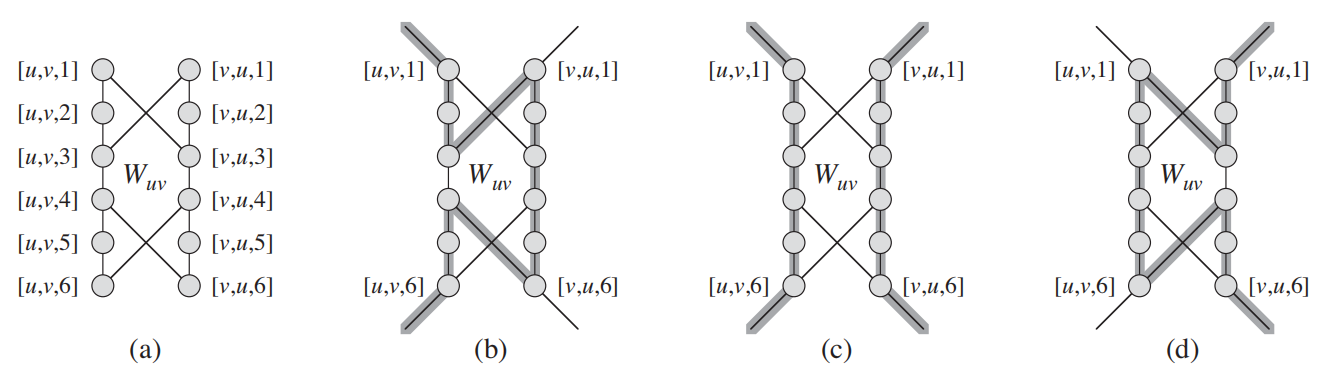 [u,v,1] [v,u,1] [u,v,1] [v,u,1] [u,v,1] [v,u,1] [u,v,1] [v,u,1]
[u,v,2] [v,u,2]
[u,v,3] [v,u,3]
W_uv W_uv W_uv W_uv
[u,v,4] [v,u,4]
[u,v,5] [v,u,5]
[u,v,6] [v,u,6] [u,v,6] [v,u,6] [u,v,6] [v,u,6] [u,v,6] [v,u,6]
(a) (b) (c) (d)